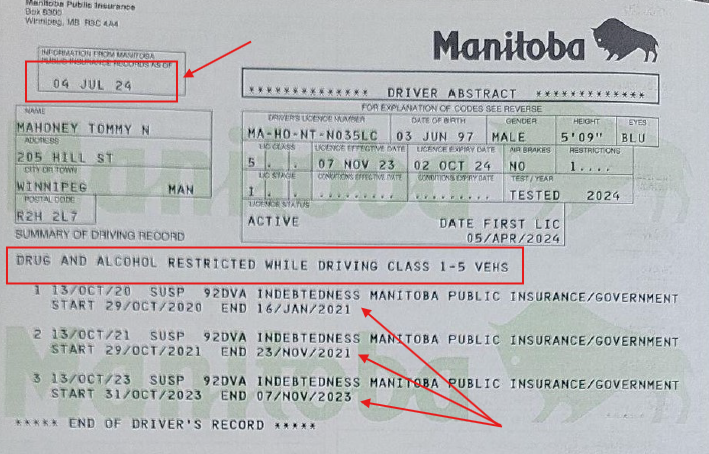 Manitoba Public Insurance
Box 6300
Winnipeg, MB R3C 4A4
Manitoba
INFORMATION FROM MANITOBA
PUBLIC INSURANCE RECORDS AS OF
04 JUL 24
************* DRIVER ABSTRACT *************
FOR EXPLANATION OF CODES SEE REVERSE
NAME
MAHONEY TOMMY N
ADDRESS
205 HILL ST
CITY OR TOWN
WINNIPEG MAN
POSTAL CODE
R2H 2L7
DRIVER'S LICENCE NUMBER DATE OF BIRTH GENDER HEIGHT EYES
MA-HO-NT-N035LC 03 JUN 97 MALE 5'09" BLU
LIC CLASS LICENCE EFFECTIVE DATE LICENCE EXPIRY DATE AIR BRAKES RESTRICTIONS
5 . . 07 NOV 23 02 OCT 24 NO 1....
LIC STAGE CONDITIONS EFFECTIVE DATE CONDITIONS EXPIRY DATE TEST / YEAR
I . . ......... ......... TESTED 2024
LICENCE STATUS
ACTIVE DATE FIRST LIC
05/APR/2024
SUMMARY OF DRIVING RECORD
DRUG AND ALCOHOL RESTRICTED WHILE DRIVING CLASS 1-5 VEHS
1 13/OCT/20 SUSP 92DVA INDEBTEDNESS MANITOBA PUBLIC INSURANCE/GOVERNMENT
START 29/OCT/2020 END 16/JAN/2021
2 13/OCT/21 SUSP 92DVA INDEBTEDNESS MANITOBA PUBLIC INSURANCE/GOVERNMENT
START 29/OCT/2021 END 23/NOV/2021
3 13/OCT/23 SUSP 92DVA INDEBTEDNESS MANITOBA PUBLIC INSURANCE/GOVERNMENT
START 31/OCT/2023 END 07/NOV/2023
***** END OF DRIVER'S RECORD *****
Manitoba
Manitoba